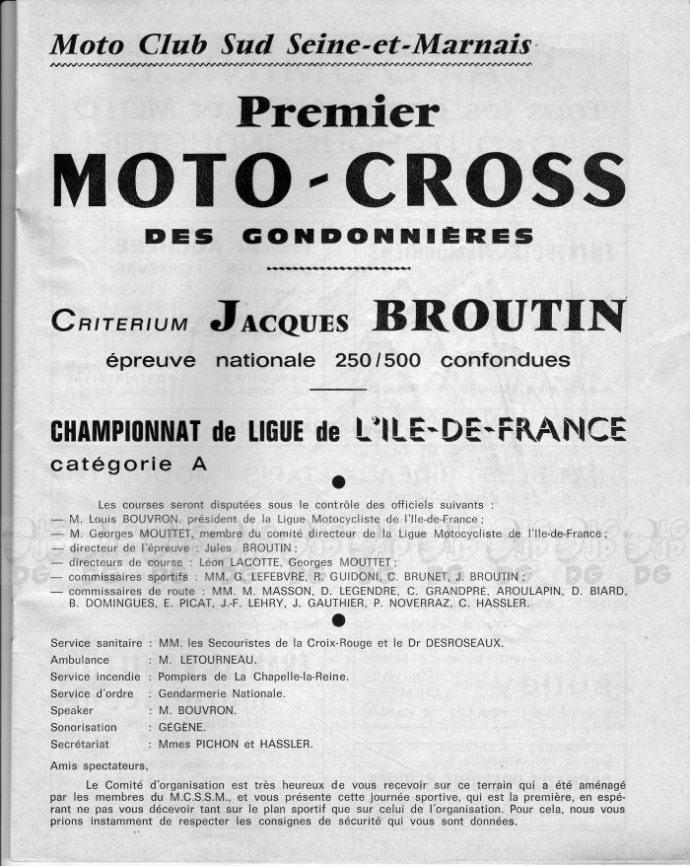 Moto Club Sud Seine-et-Marnais
Premier
MOTO-CROSS
DES GONDONNIÈRES
CRITERIUM JACQUES BROUTIN
épreuve nationale 250/500 confondues
CHAMPIONNAT de LIGUE de L'ILE-DE-FRANCE
catégorie A
Les courses seront disputées sous le contrôle des officiels suivants :
— M. Louis BOUVRON, président de la Ligue Motocycliste de l'Ile-de-France ;
— M. Georges MOUTTET, membre du comité directeur de la Ligue Motocycliste de l'Ile-de-France ;
— directeur de l'épreuve : Jules BROUTIN ;
— directeurs de course : Léon LACOTTE, Georges MOUTTET ;
— commissaires sportifs : MM. G. LEFEBVRE, R. GUIDONI, C. BRUNET, J. BROUTIN ;
— commissaires de route : MM. M. MASSON, D. LEGENDRE, C. GRANDPRÉ, AROULAPIN, D. BIARD,
B. DOMINGUES, E. PICAT, J.-F. LEHRY, J. GAUTHIER, P. NOVERRAZ, C. HASSLER.
Service sanitaire : MM. les Secouristes de la Croix-Rouge et le Dr DESROSEAUX.
Ambulance : M. LETOURNEAU.
Service incendie : Pompiers de La Chapelle-la-Reine.
Service d'ordre : Gendarmerie Nationale.
Speaker : M. BOUVRON.
Sonorisation : GÉGÈNE.
Secrétariat : Mmes PICHON et HASSLER.
Amis spectateurs,
Le Comité d'organisation est très heureux de vous recevoir sur ce terrain qui a été aménagé
par les membres du M.C.S.S.M., et vous présente cette journée sportive, qui est la première, en espé-
rant ne pas vous décevoir tant sur le plan sportif que sur celui de l'organisation. Pour cela, nous vous
prions instamment de respecter les consignes de sécurité qui vous sont données.